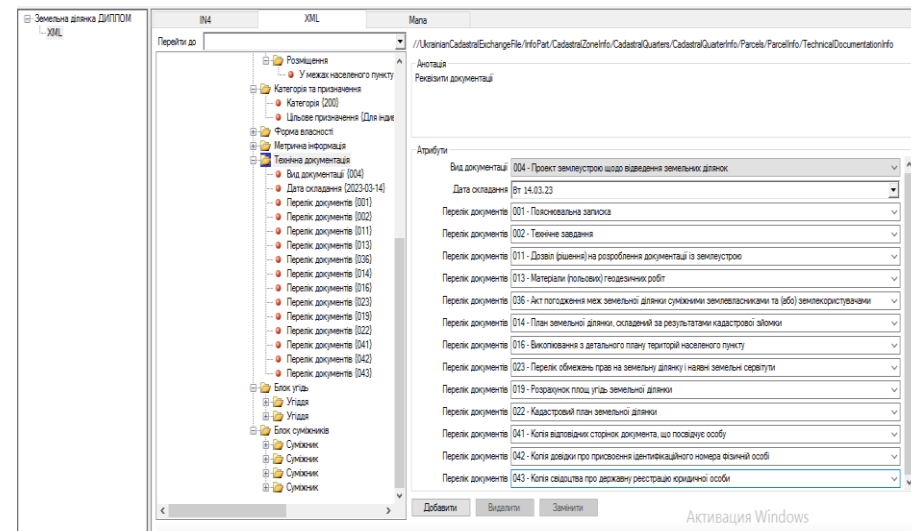 Земельна ділянка ДИПЛОМ
XML
IN4
XML
Мапа
Перейти до
//UkrainianCadastralExchangeFile/InfoPart/CadastralZoneInfo/CadastralQuarters/CadastralQuarterInfo/Parcels/ParcelInfo/TechnicalDocumentationInfo
Розміщення
У межах населеного пункту
Категорія та призначення
Категорія {200}
Цільове призначення {Для індив
Форма власності
Метрична інформація
Технічна документація
Вид документації {004}
Дата складання {2023-03-14}
Перелік документів {001}
Перелік документів {002}
Перелік документів {011}
Перелік документів {013}
Перелік документів {036}
Перелік документів {014}
Перелік документів {016}
Перелік документів {023}
Перелік документів {019}
Перелік документів {022}
Перелік документів {041}
Перелік документів {042}
Перелік документів {043}
Блок угідь
Угіддя
Угіддя
Блок суміжників
Суміжник
Суміжник
Суміжник
Суміжник
Анотація
Реквізити документації
Атрибути
Вид документації 004 - Проект землеустрою щодо відведення земельних ділянок
Дата складання Вт 14.03.23
Перелік документів 001 - Пояснювальна записка
Перелік документів 002 - Технічне завдання
Перелік документів 011 - Дозвіл (рішення) на розроблення документації із землеустрою
Перелік документів 013 - Матеріали (польових) геодезичних робіт
Перелік документів 036 - Акт погодження меж земельної ділянки суміжними землевласниками та (або) землекористувачами
Перелік документів 014 - План земельної ділянки, складений за результатами кадастрової зйомки
Перелік документів 016 - Викопіювання з детального плану територій населеного пункту
Перелік документів 023 - Перелік обмежень прав на земельну ділянку і наявні земельні сервітути
Перелік документів 019 - Розрахунок площ угідь земельної ділянки
Перелік документів 022 - Кадастровий план земельної ділянки
Перелік документів 041 - Копія відповідних сторінок документа, що посвідчує особу
Перелік документів 042 - Копія довідки про присвоєння ідентифікаційного номера фізичній особі
Перелік документів 043 - Копія свідоцтва про державну реєстрацію юридичної особи
Добавити Видалити Замінити
Активация Windows